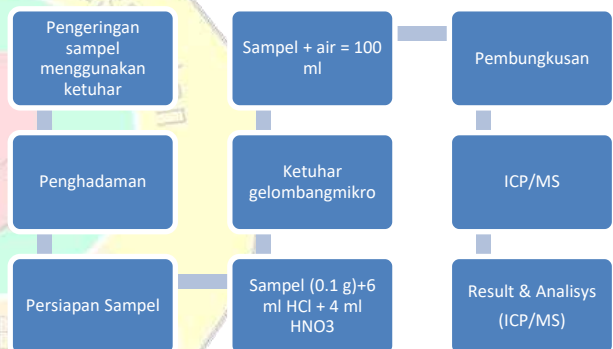 Pengeringan
sampel
menggunakan
ketuhar
Penghadaman
Persiapan Sampel
Sampel (0.1 g)+6
ml HCl + 4 ml
HNO3
Ketuhar
gelombangmikro
Sampel + air = 100
ml
Pembungkusan
ICP/MS
Result & Analisys
(ICP/MS)